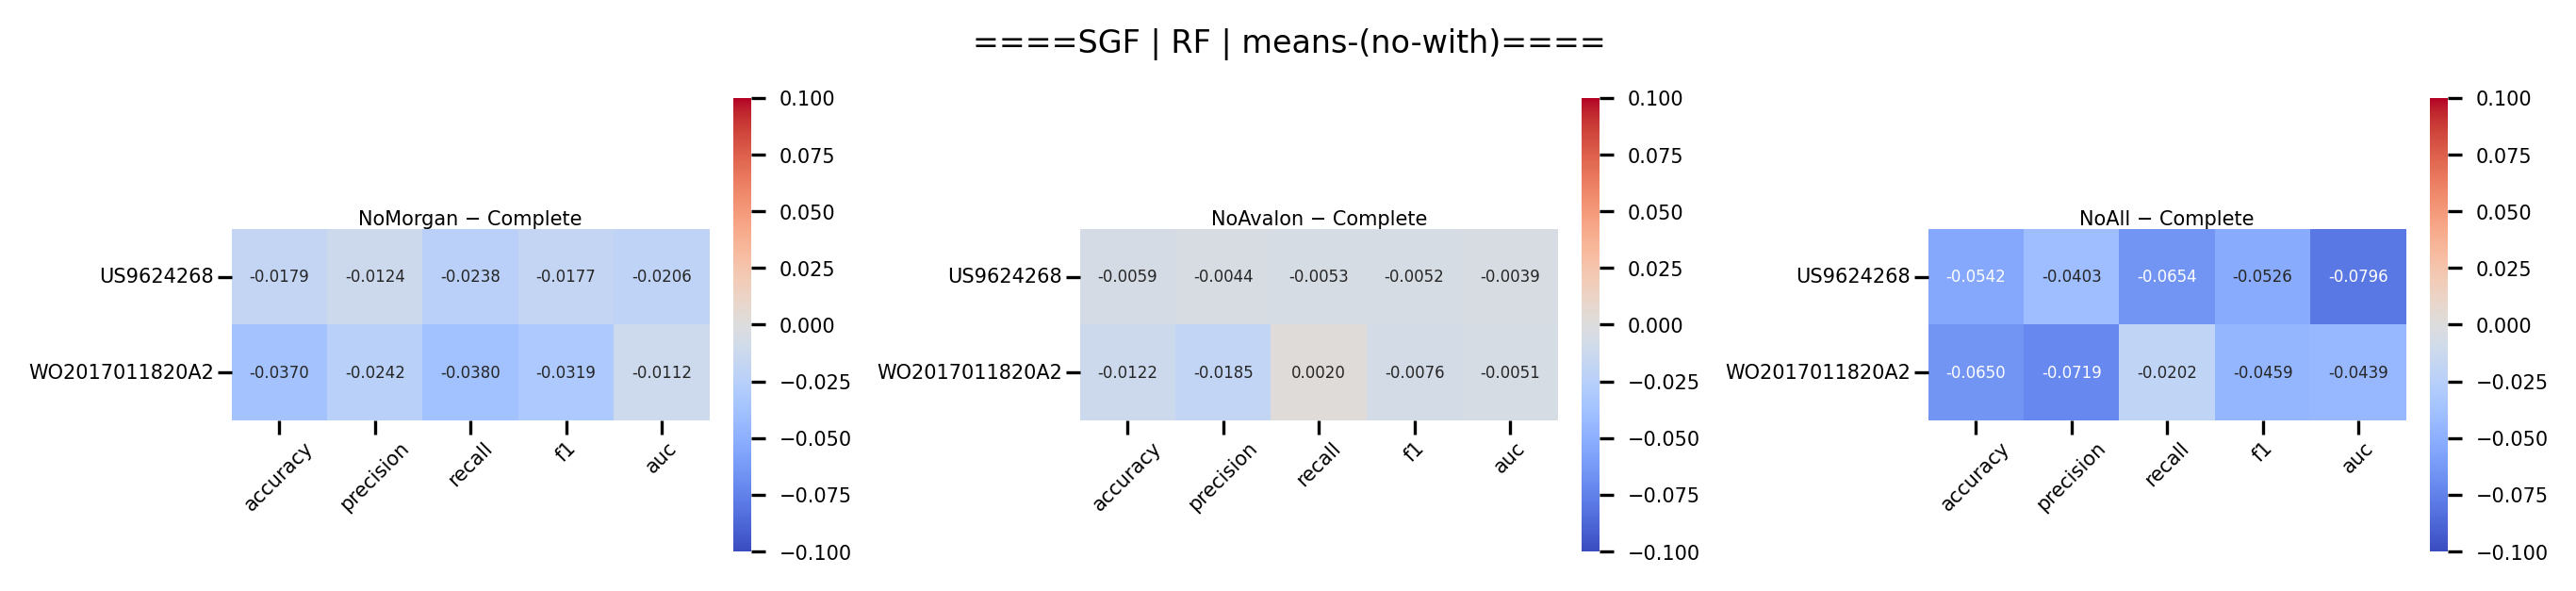 ====SGF | RF | means-(no-with)====
NoMorgan − Complete
US9624268 -0.0179 -0.0124 -0.0238 -0.0177 -0.0206
WO2017011820A2 -0.0370 -0.0242 -0.0380 -0.0319 -0.0112
accuracy precision recall f1 auc
0.100
0.075
0.050
0.025
0.000
−0.025
−0.050
−0.075
−0.100
NoAvalon − Complete
US9624268 -0.0059 -0.0044 -0.0053 -0.0052 -0.0039
WO2017011820A2 -0.0122 -0.0185 0.0020 -0.0076 -0.0051
accuracy precision recall f1 auc
0.100
0.075
0.050
0.025
0.000
−0.025
−0.050
−0.075
−0.100
NoAll − Complete
US9624268 -0.0542 -0.0403 -0.0654 -0.0526 -0.0796
WO2017011820A2 -0.0650 -0.0719 -0.0202 -0.0459 -0.0439
accuracy precision recall f1 auc
0.100
0.075
0.050
0.025
0.000
−0.025
−0.050
−0.075
−0.100